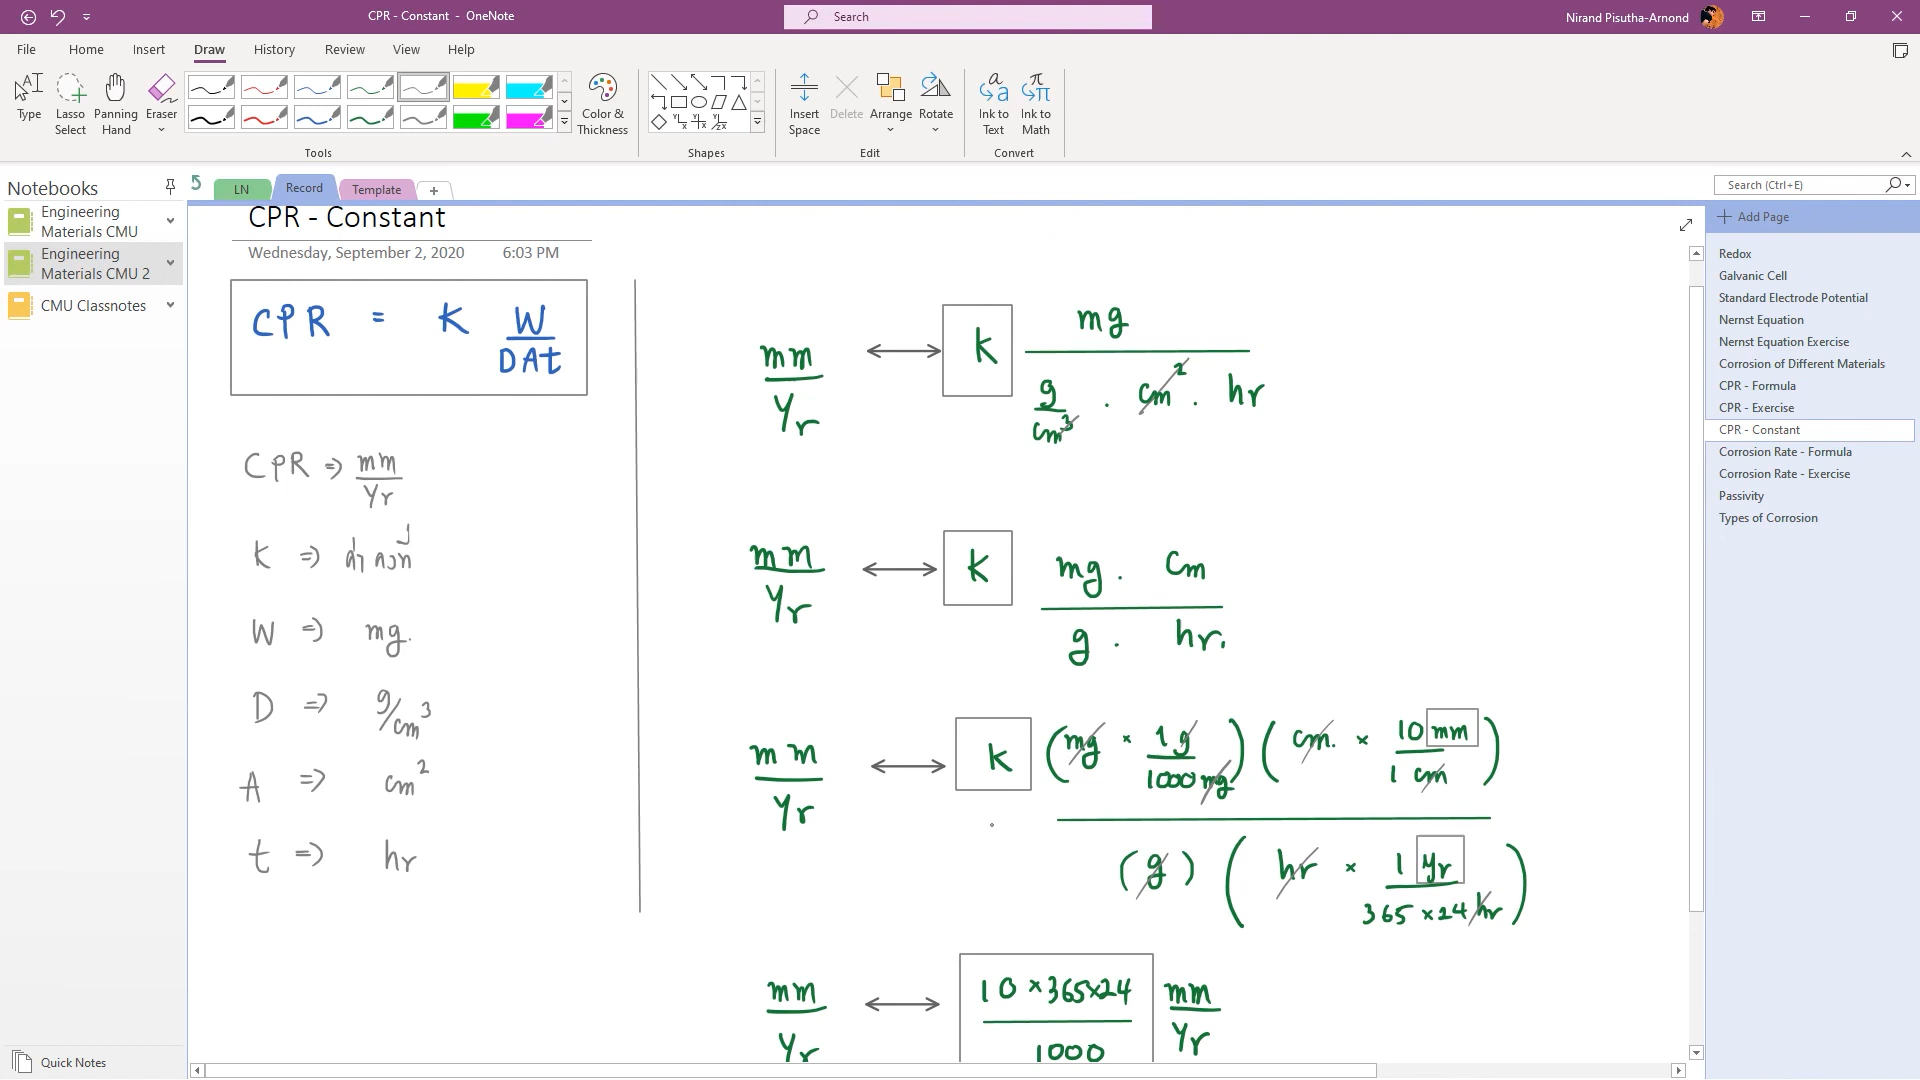 CPR - Constant - OneNote
Search
Nirand Pisutha-Arnond
File Home Insert Draw History Review View Help
Type
Lasso Select
Panning Hand
Eraser
Color & Thickness
Insert Space
Delete
Arrange
Rotate
Ink to Text
Ink to Math
Tools
Shapes
Edit
Convert
Notebooks
Engineering
Materials CMU
Engineering
Materials CMU 2
CMU Classnotes
Quick Notes
LN Record Template +
Search (Ctrl+E)
CPR - Constant
Wednesday, September 2, 2020 6:03 PM
CPR = K W
DAt
CPR => mm
Yr
K =>
W => mg.
D => g/cm3
A => cm2
t => hr
mm
Yr
K
mg
g
cm3
. cm2 . hr
mm
Yr
K
mg . cm
g . hr.
mm
Yr
K
(mg × 1g
1000 mg) (cm. × 10 mm
1 cm)
(g) (hr × 1 yr
365 × 24 hr)
mm
Yr
10 × 365×24
1000
mm
Yr
Add Page
Redox
Galvanic Cell
Standard Electrode Potential
Nernst Equation
Nernst Equation Exercise
Corrosion of Different Materials
CPR - Formula
CPR - Exercise
CPR - Constant
Corrosion Rate - Formula
Corrosion Rate - Exercise
Passivity
Types of Corrosion